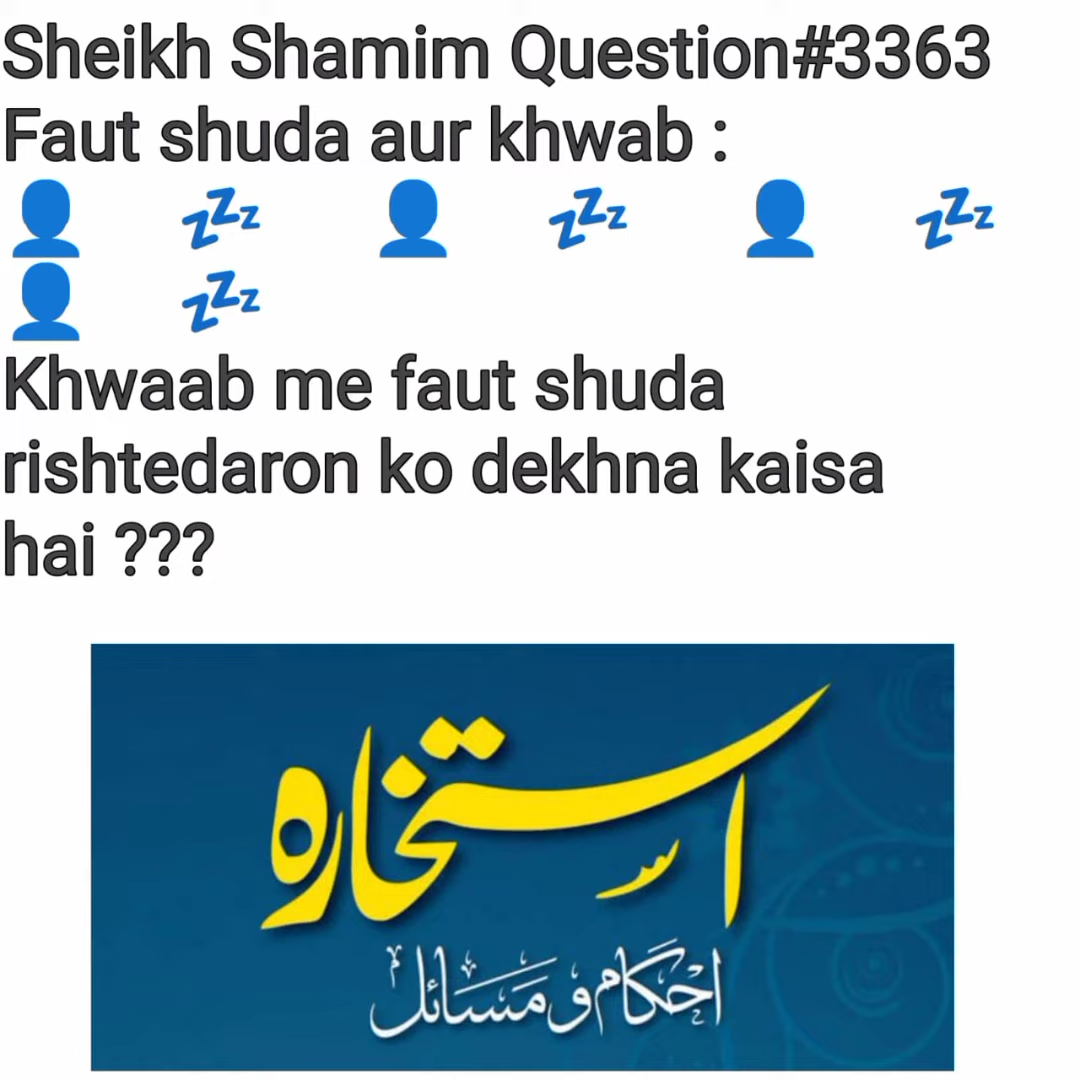 Sheikh Shamim Question#3363
Faut shuda aur khwab :
👤 💤 👤 💤 👤 💤
👤 💤
Khwaab me faut shuda
rishtedaron ko dekhna kaisa
hai ???
استخارہ
احکام و مسائل